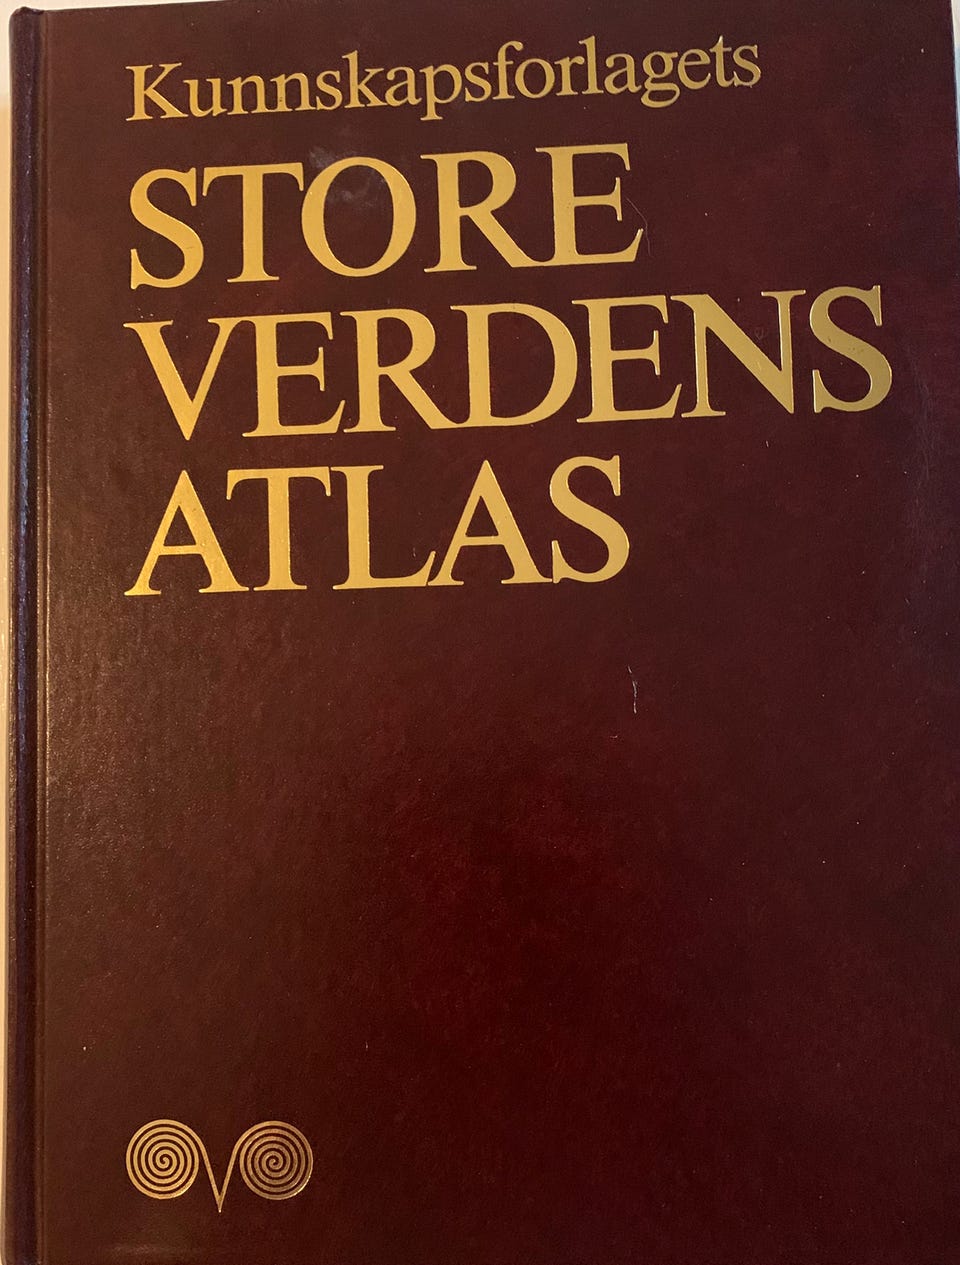 Kunnskapsforlagets
STORE
VERDENS
ATLAS